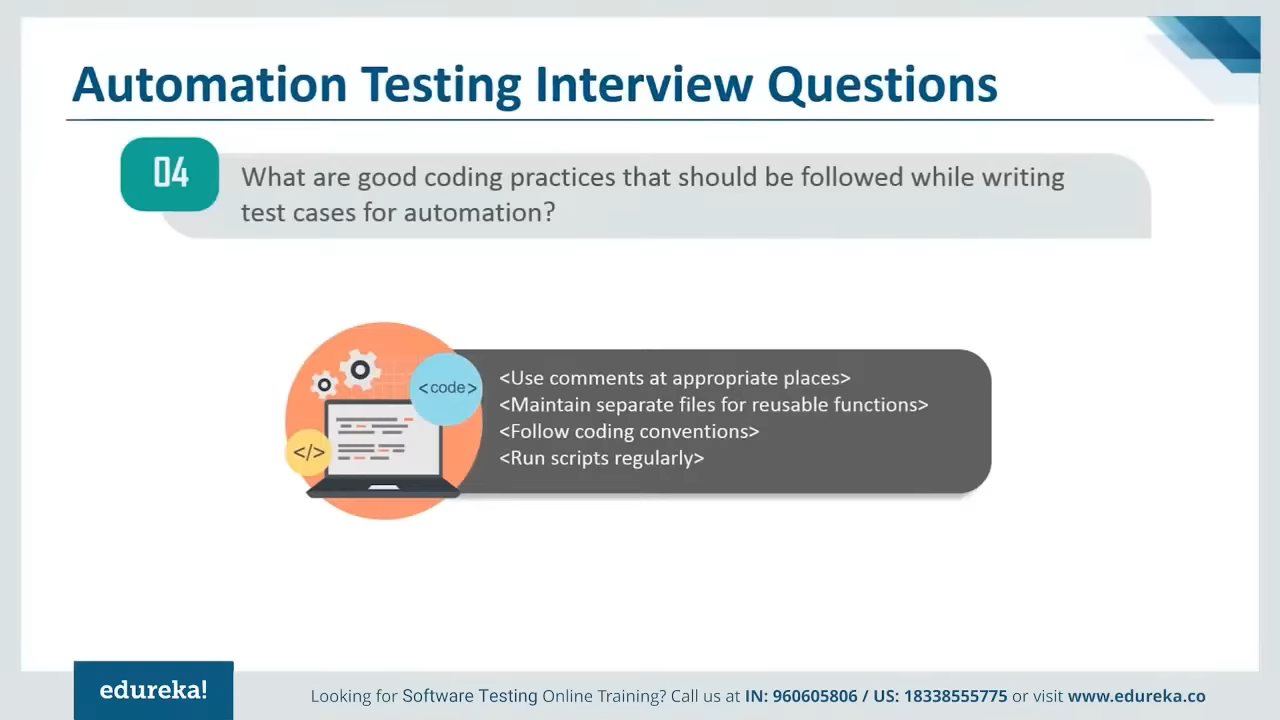 Automation Testing Interview Questions
04
What are good coding practices that should be followed while writing
test cases for automation?
<code>
</>
<Use comments at appropriate places>
<Maintain separate files for reusable functions>
<Follow coding conventions>
<Run scripts regularly>
edureka!
Looking for Software Testing Online Training? Call us at IN: 960605806 / US: 18338555775 or visit www.edureka.co